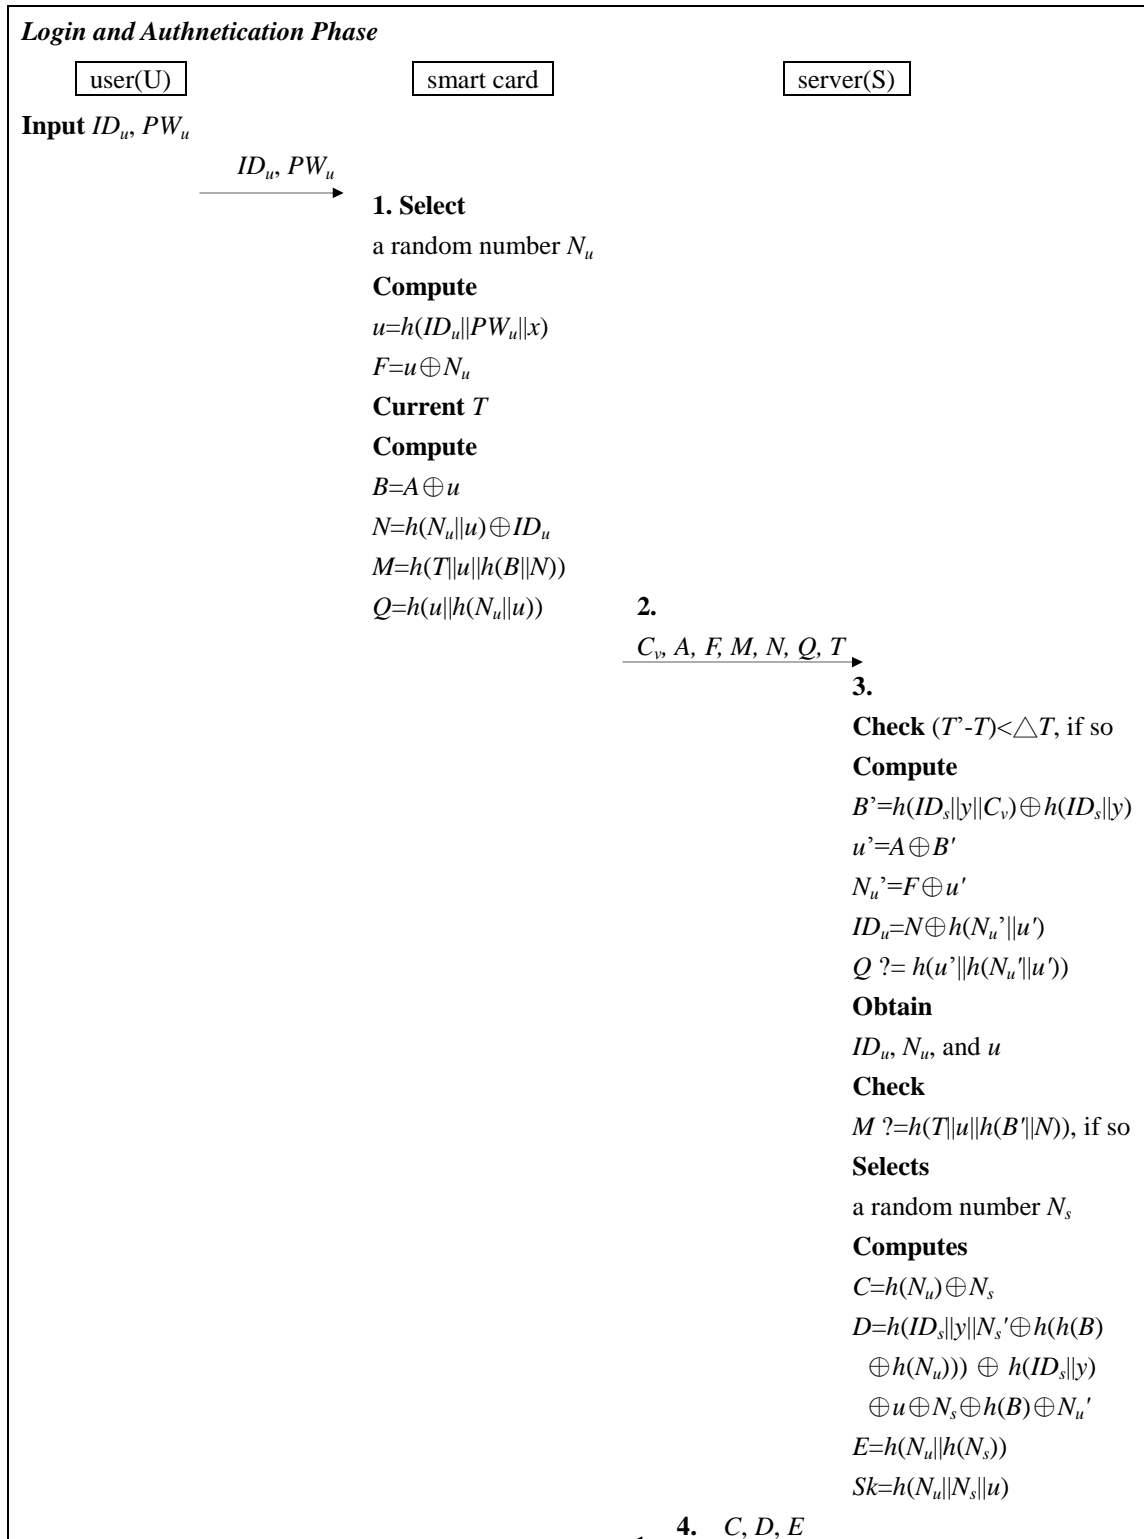 Login and Authnetication Phase
user(U) smart card server(S)
Input IDu, PWu
IDu, PWu
1. Select
a random number Nu
Compute
u=h(IDu||PWu||x)
F=u⊕Nu
Current T
Compute
B=A⊕u
N=h(Nu||u)⊕IDu
M=h(T||u||h(B||N))
Q=h(u||h(Nu||u))
2.
Cv, A, F, M, N, Q, T
3.
Check (T’-T)<△T, if so
Compute
B’=h(IDs||y||Cv)⊕h(IDs||y)
u’=A⊕B'
Nu’=F⊕u'
IDu=N⊕h(Nu’||u')
Q ?= h(u’||h(Nu'||u'))
Obtain
IDu, Nu, and u
Check
M ?=h(T||u||h(B'||N)), if so
Selects
a random number Ns
Computes
C=h(Nu)⊕Ns
D=h(IDs||y||Ns'⊕h(h(B)
⊕h(Nu))) ⊕ h(IDs||y)
⊕u⊕Ns⊕h(B)⊕Nu'
E=h(Nu||h(Ns))
Sk=h(Nu||Ns||u)
4. C, D, E